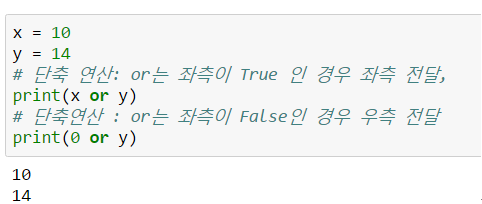 x = 10
y = 14
# 단축 연산: or는 좌측이 True 인 경우 좌측 전달,
print(x or y)
# 단축연산 : or는 좌측이 False인 경우 우측 전달
print(0 or y)
10
14